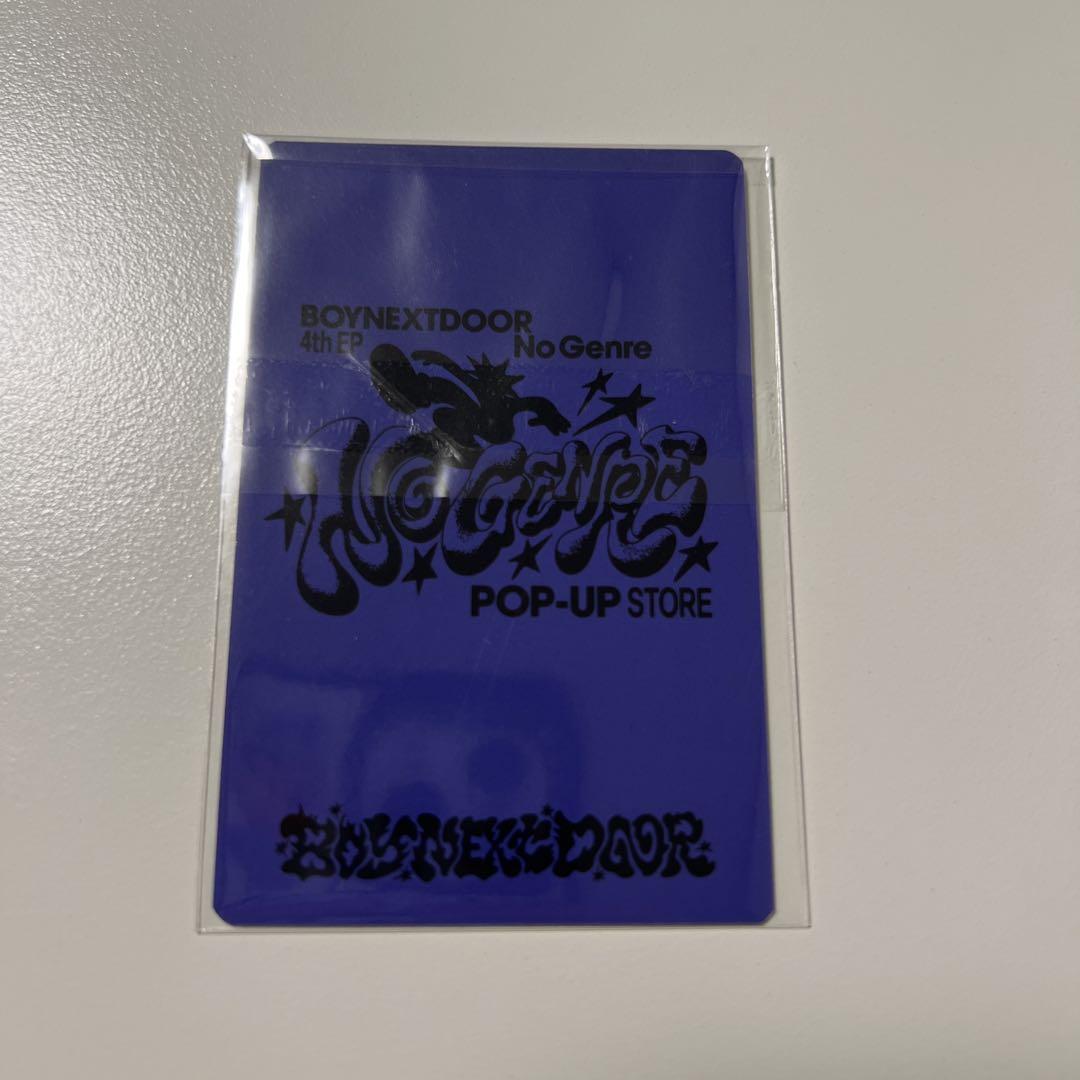 BOYNEXTDOOR
4th EP No Genre
NO GENRE
POP-UP STORE
BOYNEXTDOOR